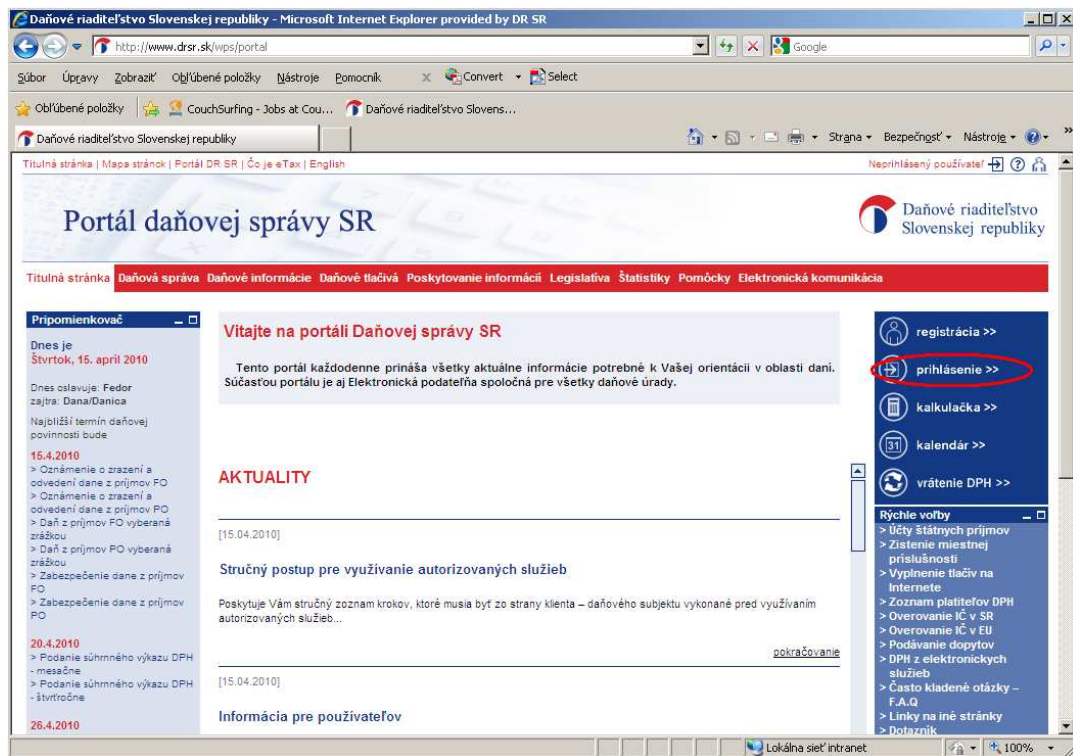 Daňové riaditeľstvo Slovenskej republiky - Microsoft Internet Explorer provided by DR SR
http://www.drsr.sk/wps/portal
Google
Súbor Úpravy Zobraziť Obľúbené položky Nástroje Pomocník x Convert Select
Obľúbené položky CouchSurfing - Jobs at Cou... Daňové riaditeľstvo Slovens...
Daňové riaditeľstvo Slovenskej republiky
Strana Bezpečnosť Nástroje »
Titulná stránka | Mapa stránok | Portál DR SR | Čo je eTax | English
Neprihlásený používateľ
Portál daňovej správy SR
Daňové riaditeľstvo
Slovenskej republiky
Titulná stránka Daňová správa Daňové informácie Daňové tlačivá Poskytovanie informácií Legislatíva Štatistiky Pomôcky Elektronická komunikácia
Pripomienkovač
Dnes je
Štvrtok, 15. apríl 2010
Dnes oslavuje: Fedor
zajtra: Dana/Danica
Najbližší termín daňovej
povinnosti bude
15.4.2010
> Oznámenie o zrazení a
odvedení dane z príjmov FO
> Oznámenie o zrazení a
odvedení dane z príjmov PO
> Daň z príjmov FO vyberaná
zrážkou
> Daň z príjmov PO vyberaná
zrážkou
> Zabezpečenie dane z príjmov
FO
> Zabezpečenie dane z príjmov
PO
20.4.2010
> Podanie súhrnného výkazu DPH
- mesačne
> Podanie súhrnného výkazu DPH
- štvrťročne
26.4.2010
Vitajte na portáli Daňovej správy SR
Tento portál každodenne prináša všetky aktuálne informácie potrebné k Vašej orientácii v oblasti daní.
Súčasťou portálu je aj Elektronická podateľňa spoločná pre všetky daňové úrady.
AKTUALITY
[15.04.2010]
Stručný postup pre využívanie autorizovaných služieb
Poskytuje Vám stručný zoznam krokov, ktoré musia byť zo strany klienta – daňového subjektu vykonané pred využívaním
autorizovaných služieb...
pokračovanie
[15.04.2010]
Informácia pre používateľov
registrácia >>
prihlásenie >>
kalkulačka >>
31 kalendár >>
vrátenie DPH >>
Rýchle voľby
> Účty štátnych príjmov
> Zistenie miestnej
príslušnosti
> Vyplnenie tlačív na
Internete
> Zoznam platiteľov DPH
> Overovanie IČ v SR
> Overovanie IČ v EU
> Podávanie dopytov
> DPH z elektronickych
služieb
> Často kladené otázky –
F.A.Q
> Linky na iné stránky
> Dotazník
Lokálna sieť intranet
100%